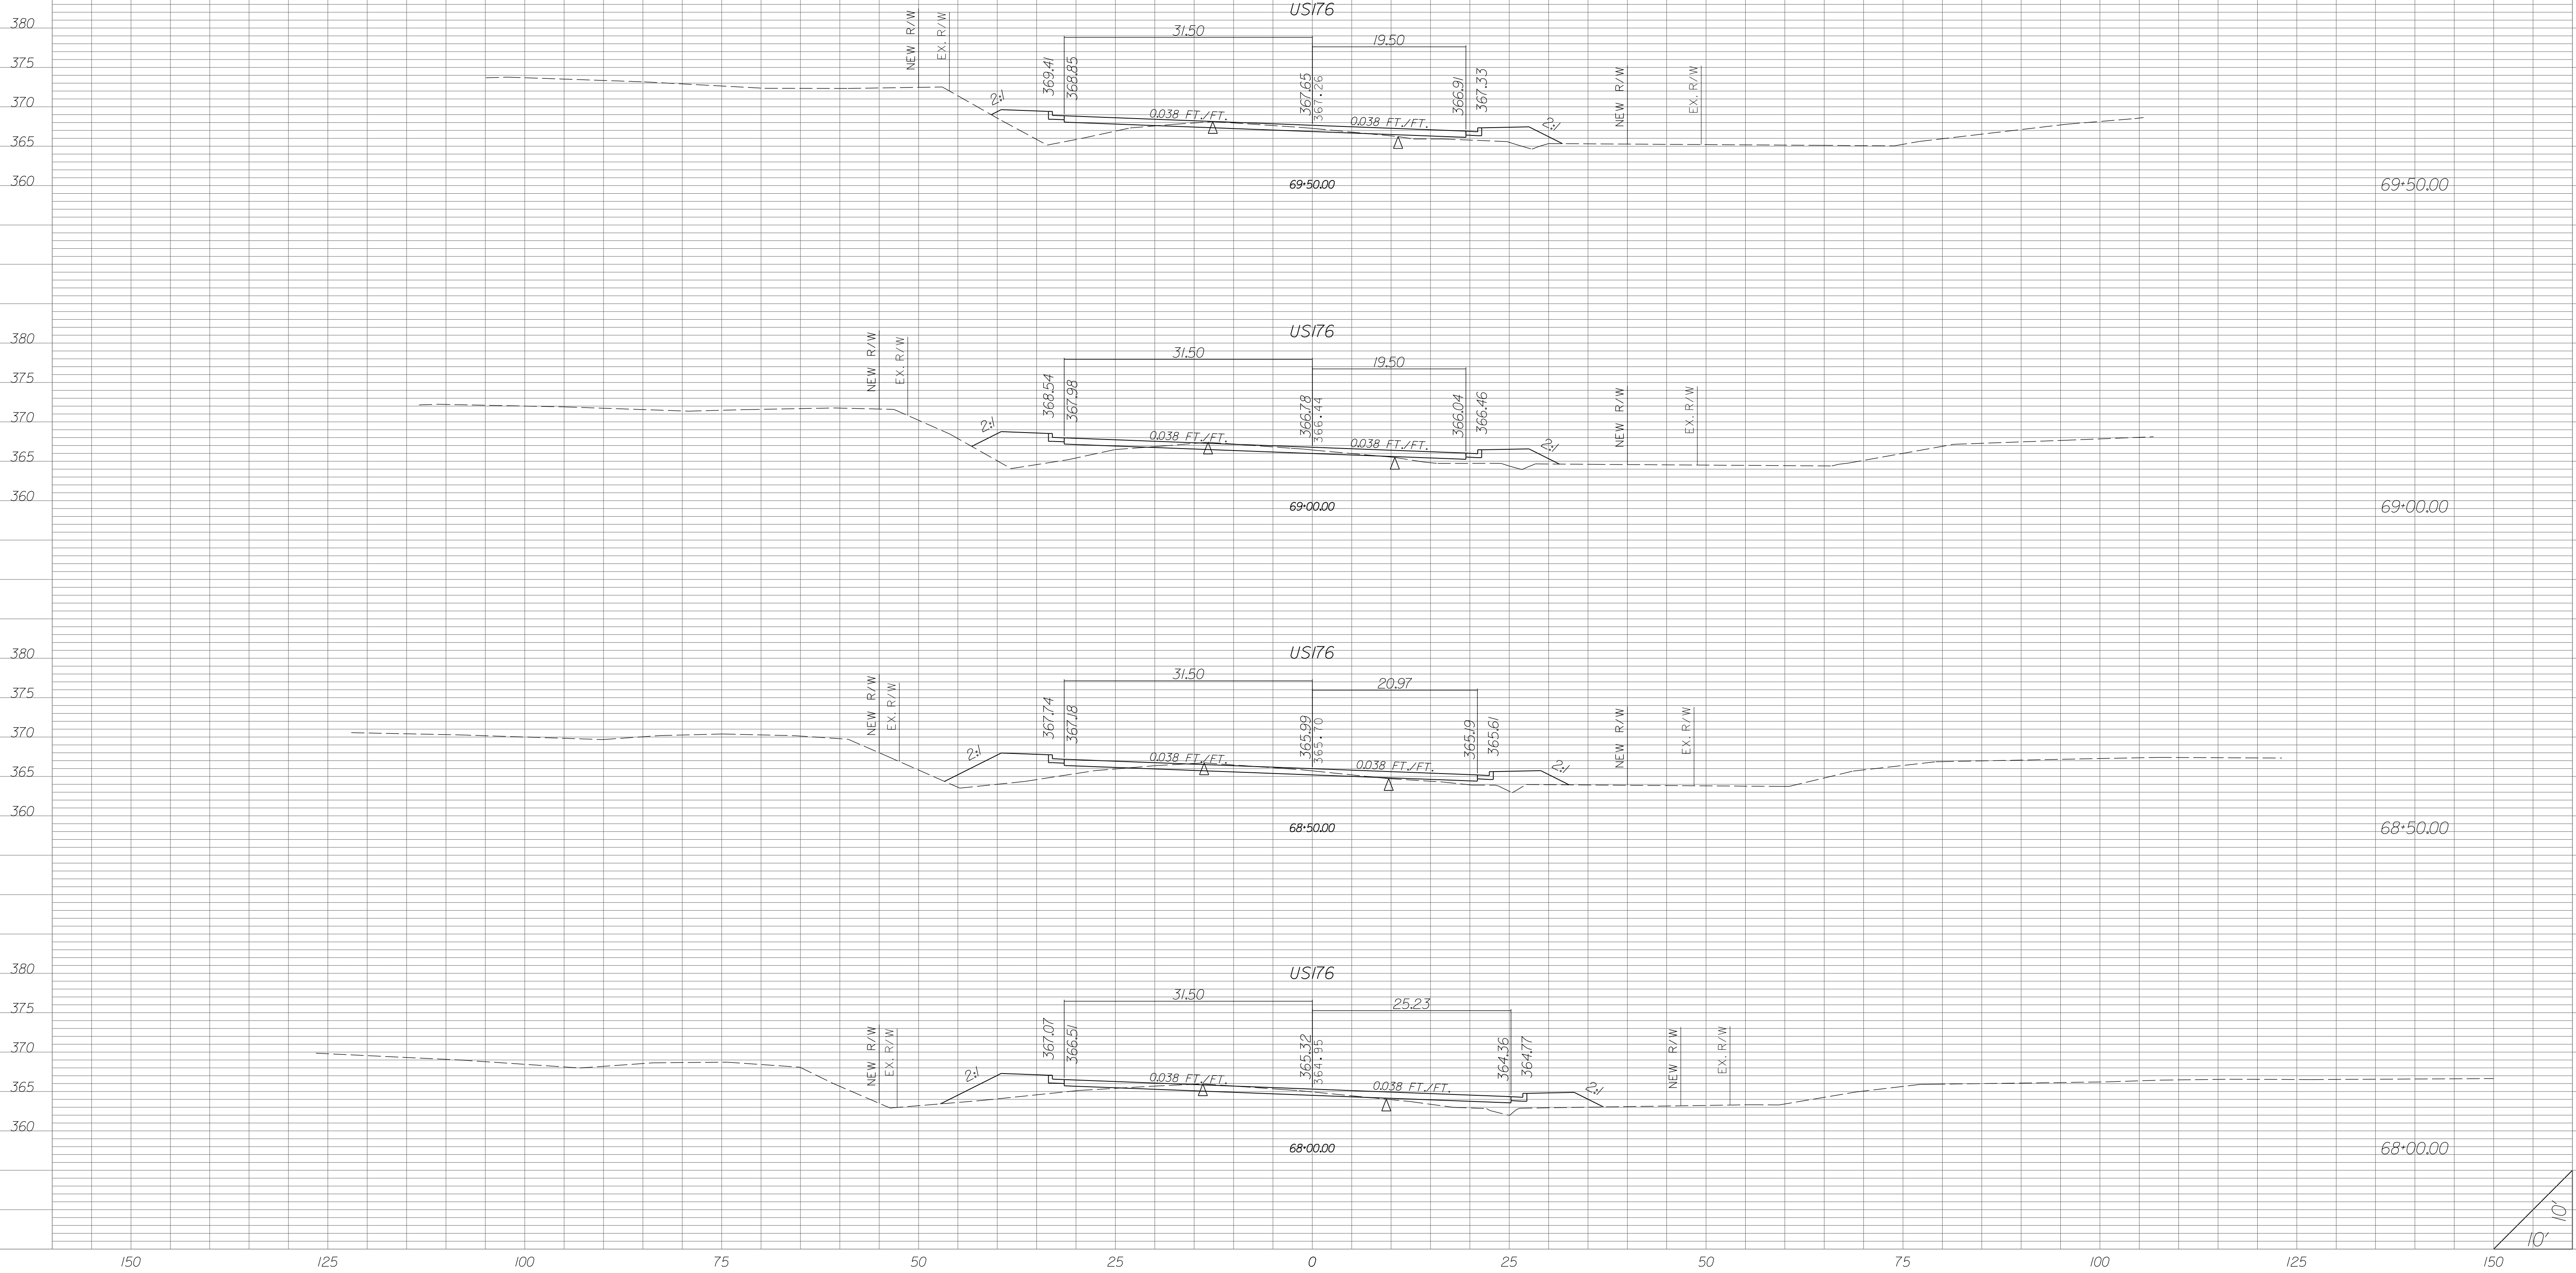 US176
380
31.50
19.50
NEW R/W
EX. R/W
375
369.41
368.85
367.65
367.26
366.91
367.33
NEW R/W
EX. R/W
370
2:1
0.038 FT./FT.
0.038 FT./FT.
2:1
365
360
69+50.00
69+50.00
US176
380
31.50
19.50
NEW R/W
EX. R/W
375
368.54
367.98
366.78
366.44
366.04
366.46
NEW R/W
EX. R/W
370
2:1
0.038 FT./FT.
0.038 FT./FT.
2:1
365
360
69+00.00
69+00.00
US176
380
31.50
20.97
NEW R/W
EX. R/W
375
367.74
367.18
365.99
365.70
365.19
365.61
NEW R/W
EX. R/W
370
2:1
0.038 FT./FT.
0.038 FT./FT.
2:1
365
360
68+50.00
68+50.00
US176
380
31.50
25.23
375
NEW R/W
EX. R/W
367.07
366.51
365.32
364.95
364.36
364.77
NEW R/W
EX. R/W
370
2:1
0.038 FT./FT.
0.038 FT./FT.
2:1
365
360
68+00.00
68+00.00
10'
10'
150 125 100 75 50 25 0 25 50 75 100 125 150